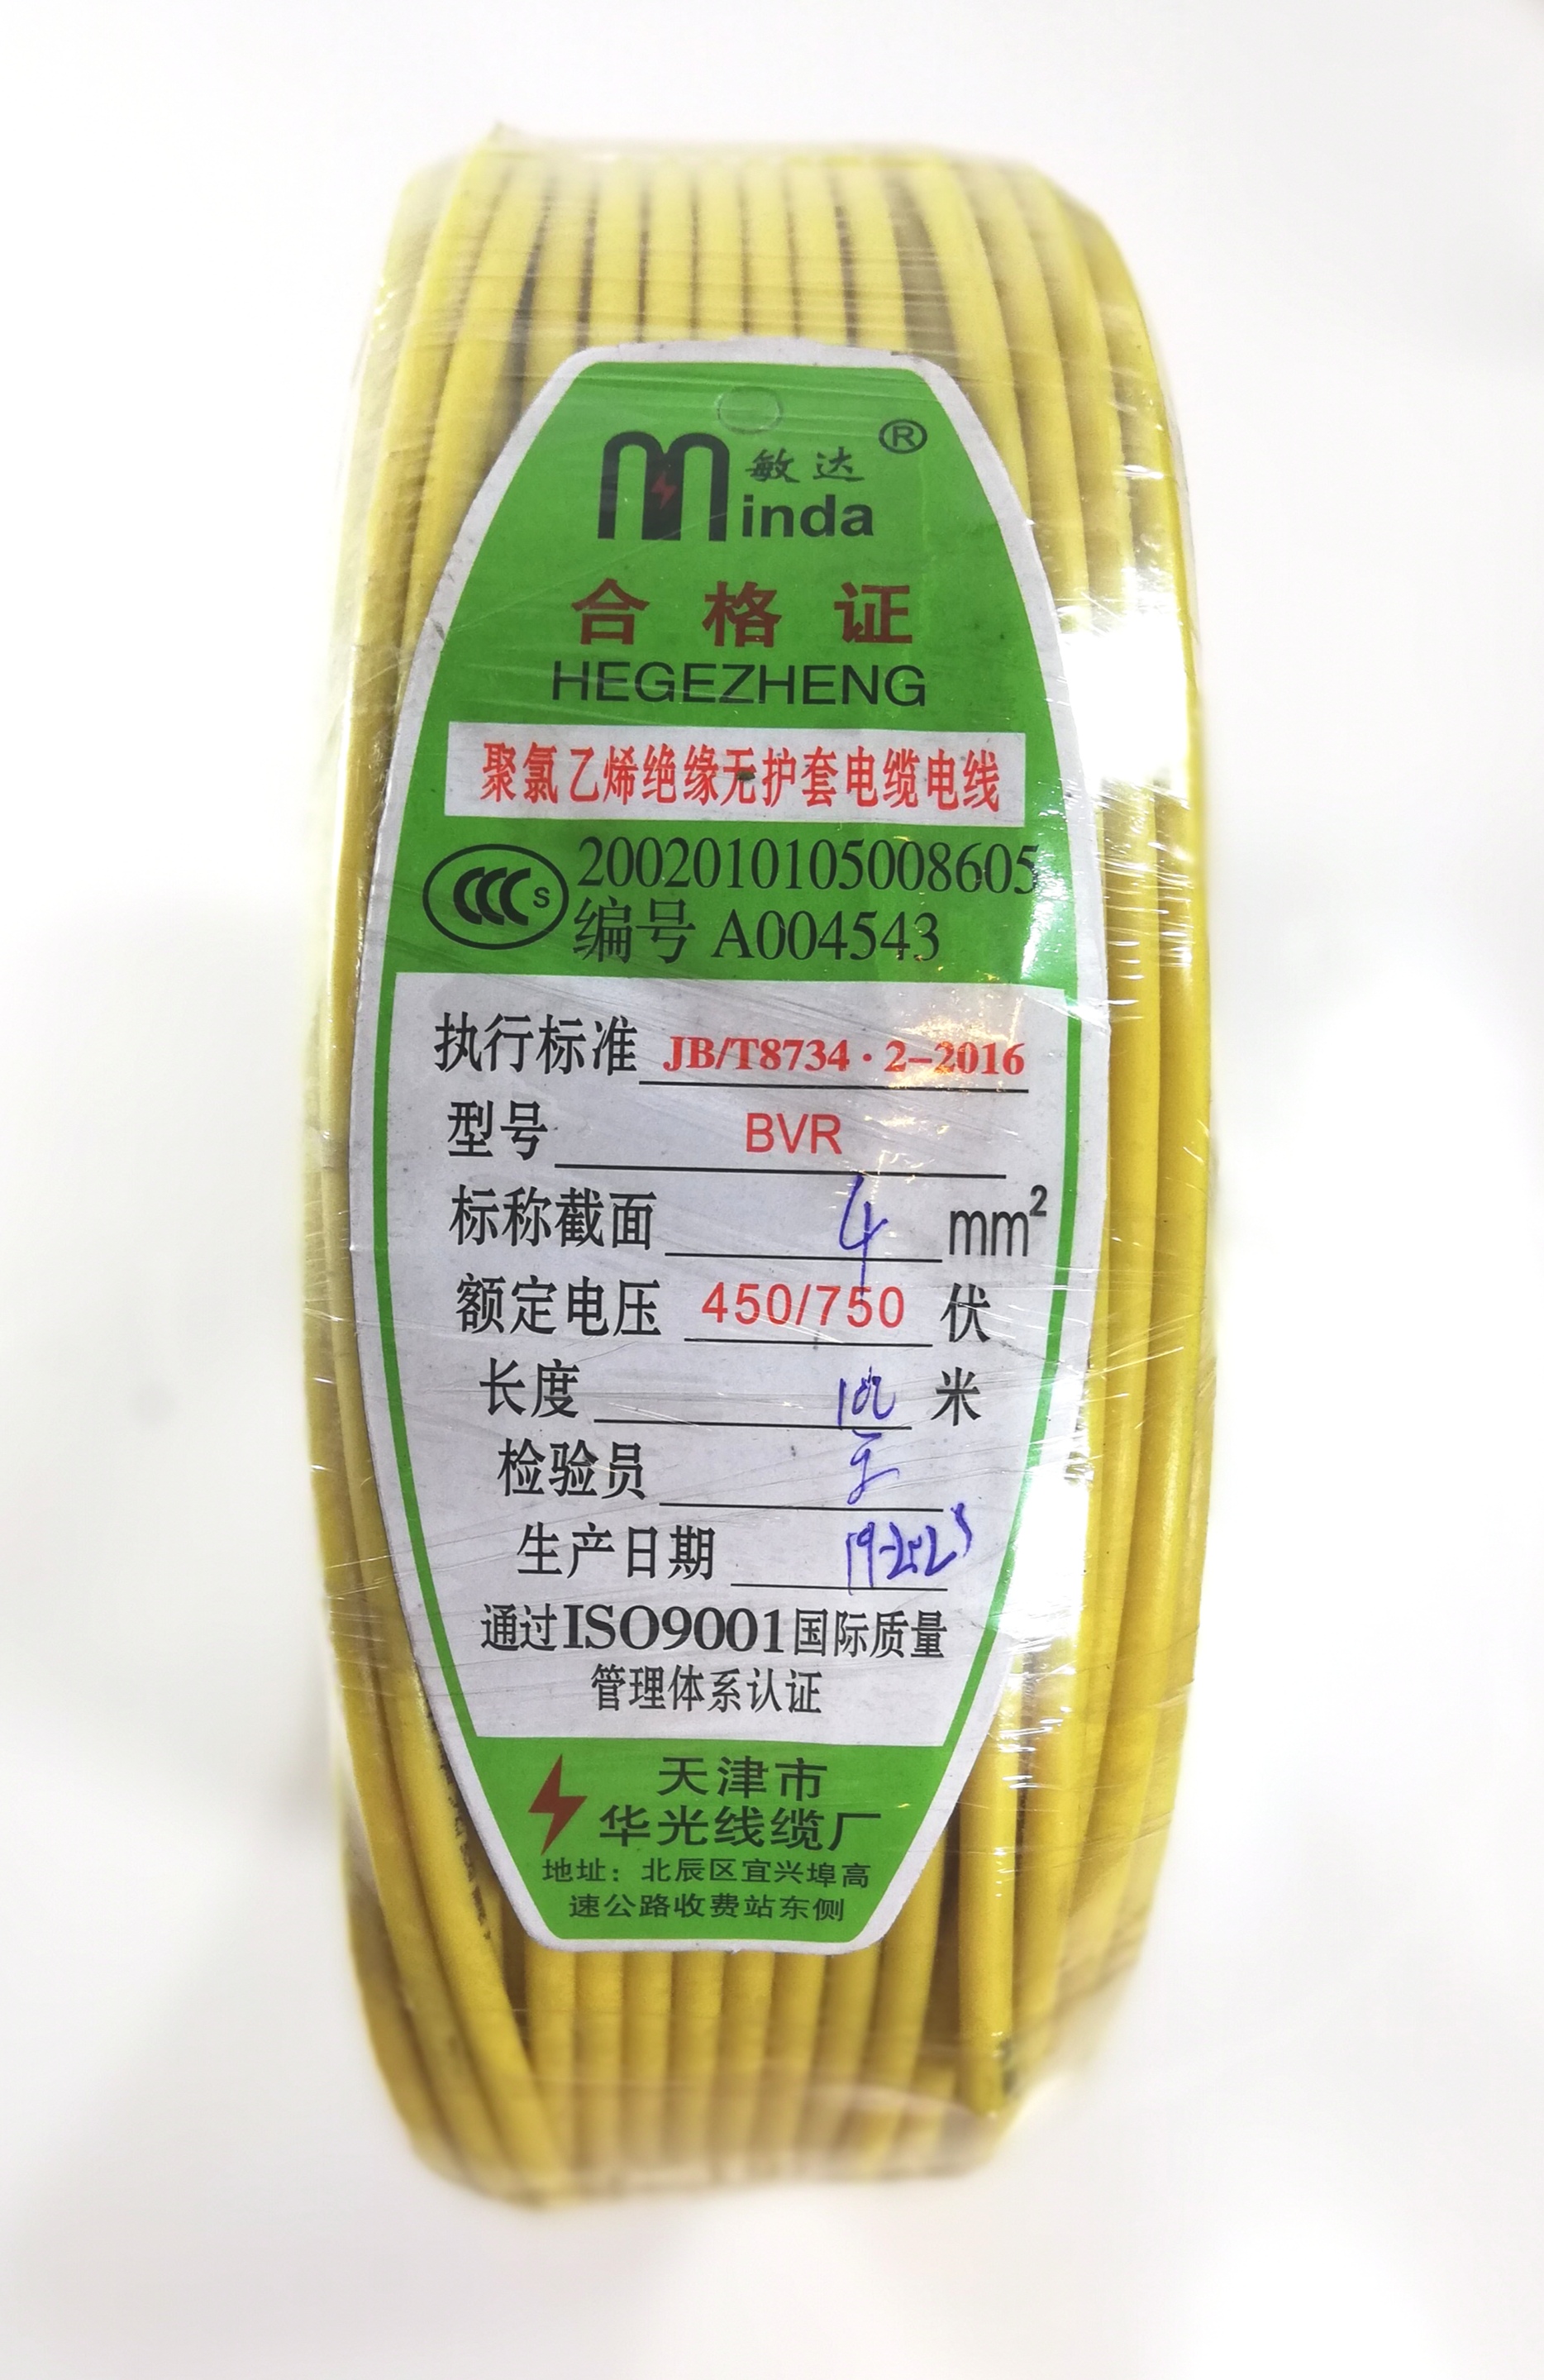 敏达®
Minda
合格证
HEGEZHENG
聚氯乙烯绝缘无护套电缆电线
CCC S 2002010105008605
编号 A004543
执行标准 JB/T8734·2-2016
型号 BVR
标称截面 4 mm²
额定电压 450/750 伏
长度 100 米
检验员
生产日期
通过ISO9001国际质量
管理体系认证
天津市
华光线缆厂
地址：北辰区宜兴埠高
速公路收费站东侧